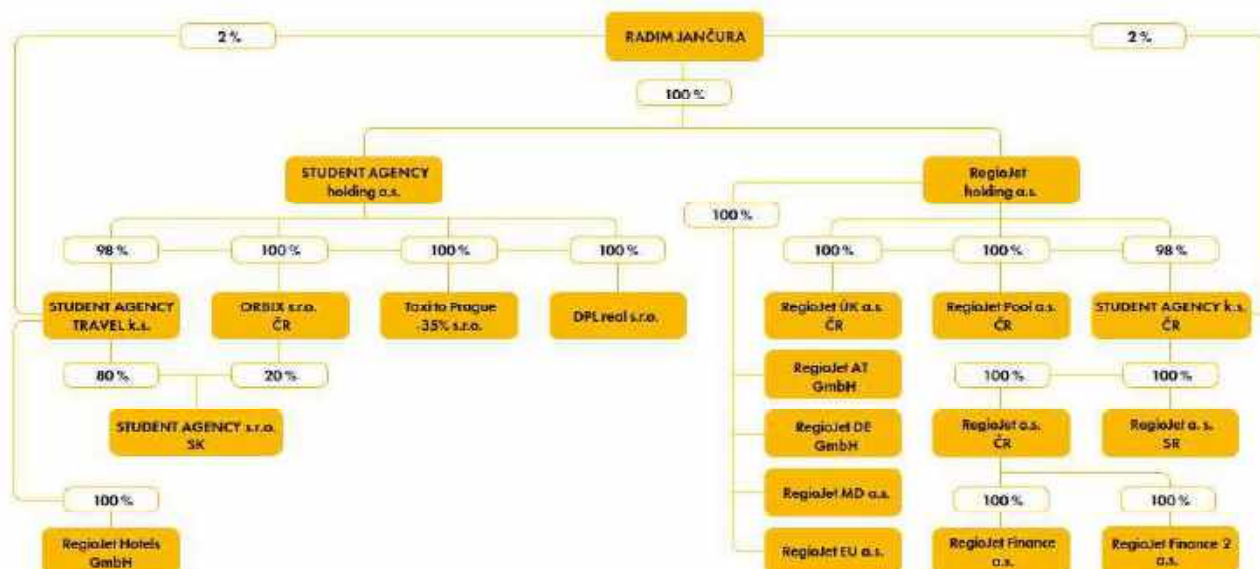 2 %
RADIM JANČURA
2 %
100 %
STUDENT AGENCY
holding a.s.
RegioJet
holding a.s.
100 %
98 %
100 %
100 %
100 %
100 %
100 %
98 %
STUDENT AGENCY
TRAVEL k.s.
ORBIX s.r.o.
ČR
Taxi to Prague
-35% s.r.o.
DPL real s.r.o.
RegioJet ÚK a.s.
ČR
RegioJet Pool a.s.
ČR
STUDENT AGENCY k.s.
ČR
80 %
20 %
RegioJet AT
GmbH
100 %
100 %
STUDENT AGENCY s.r.o.
SK
RegioJet DE
GmbH
RegioJet a.s.
ČR
RegioJet a. s.
SR
100 %
RegioJet MD a.s.
100 %
100 %
RegioJet Hotels
GmbH
RegioJet EU a.s.
RegioJet Finance
a.s.
RegioJet Finance 2
a.s.